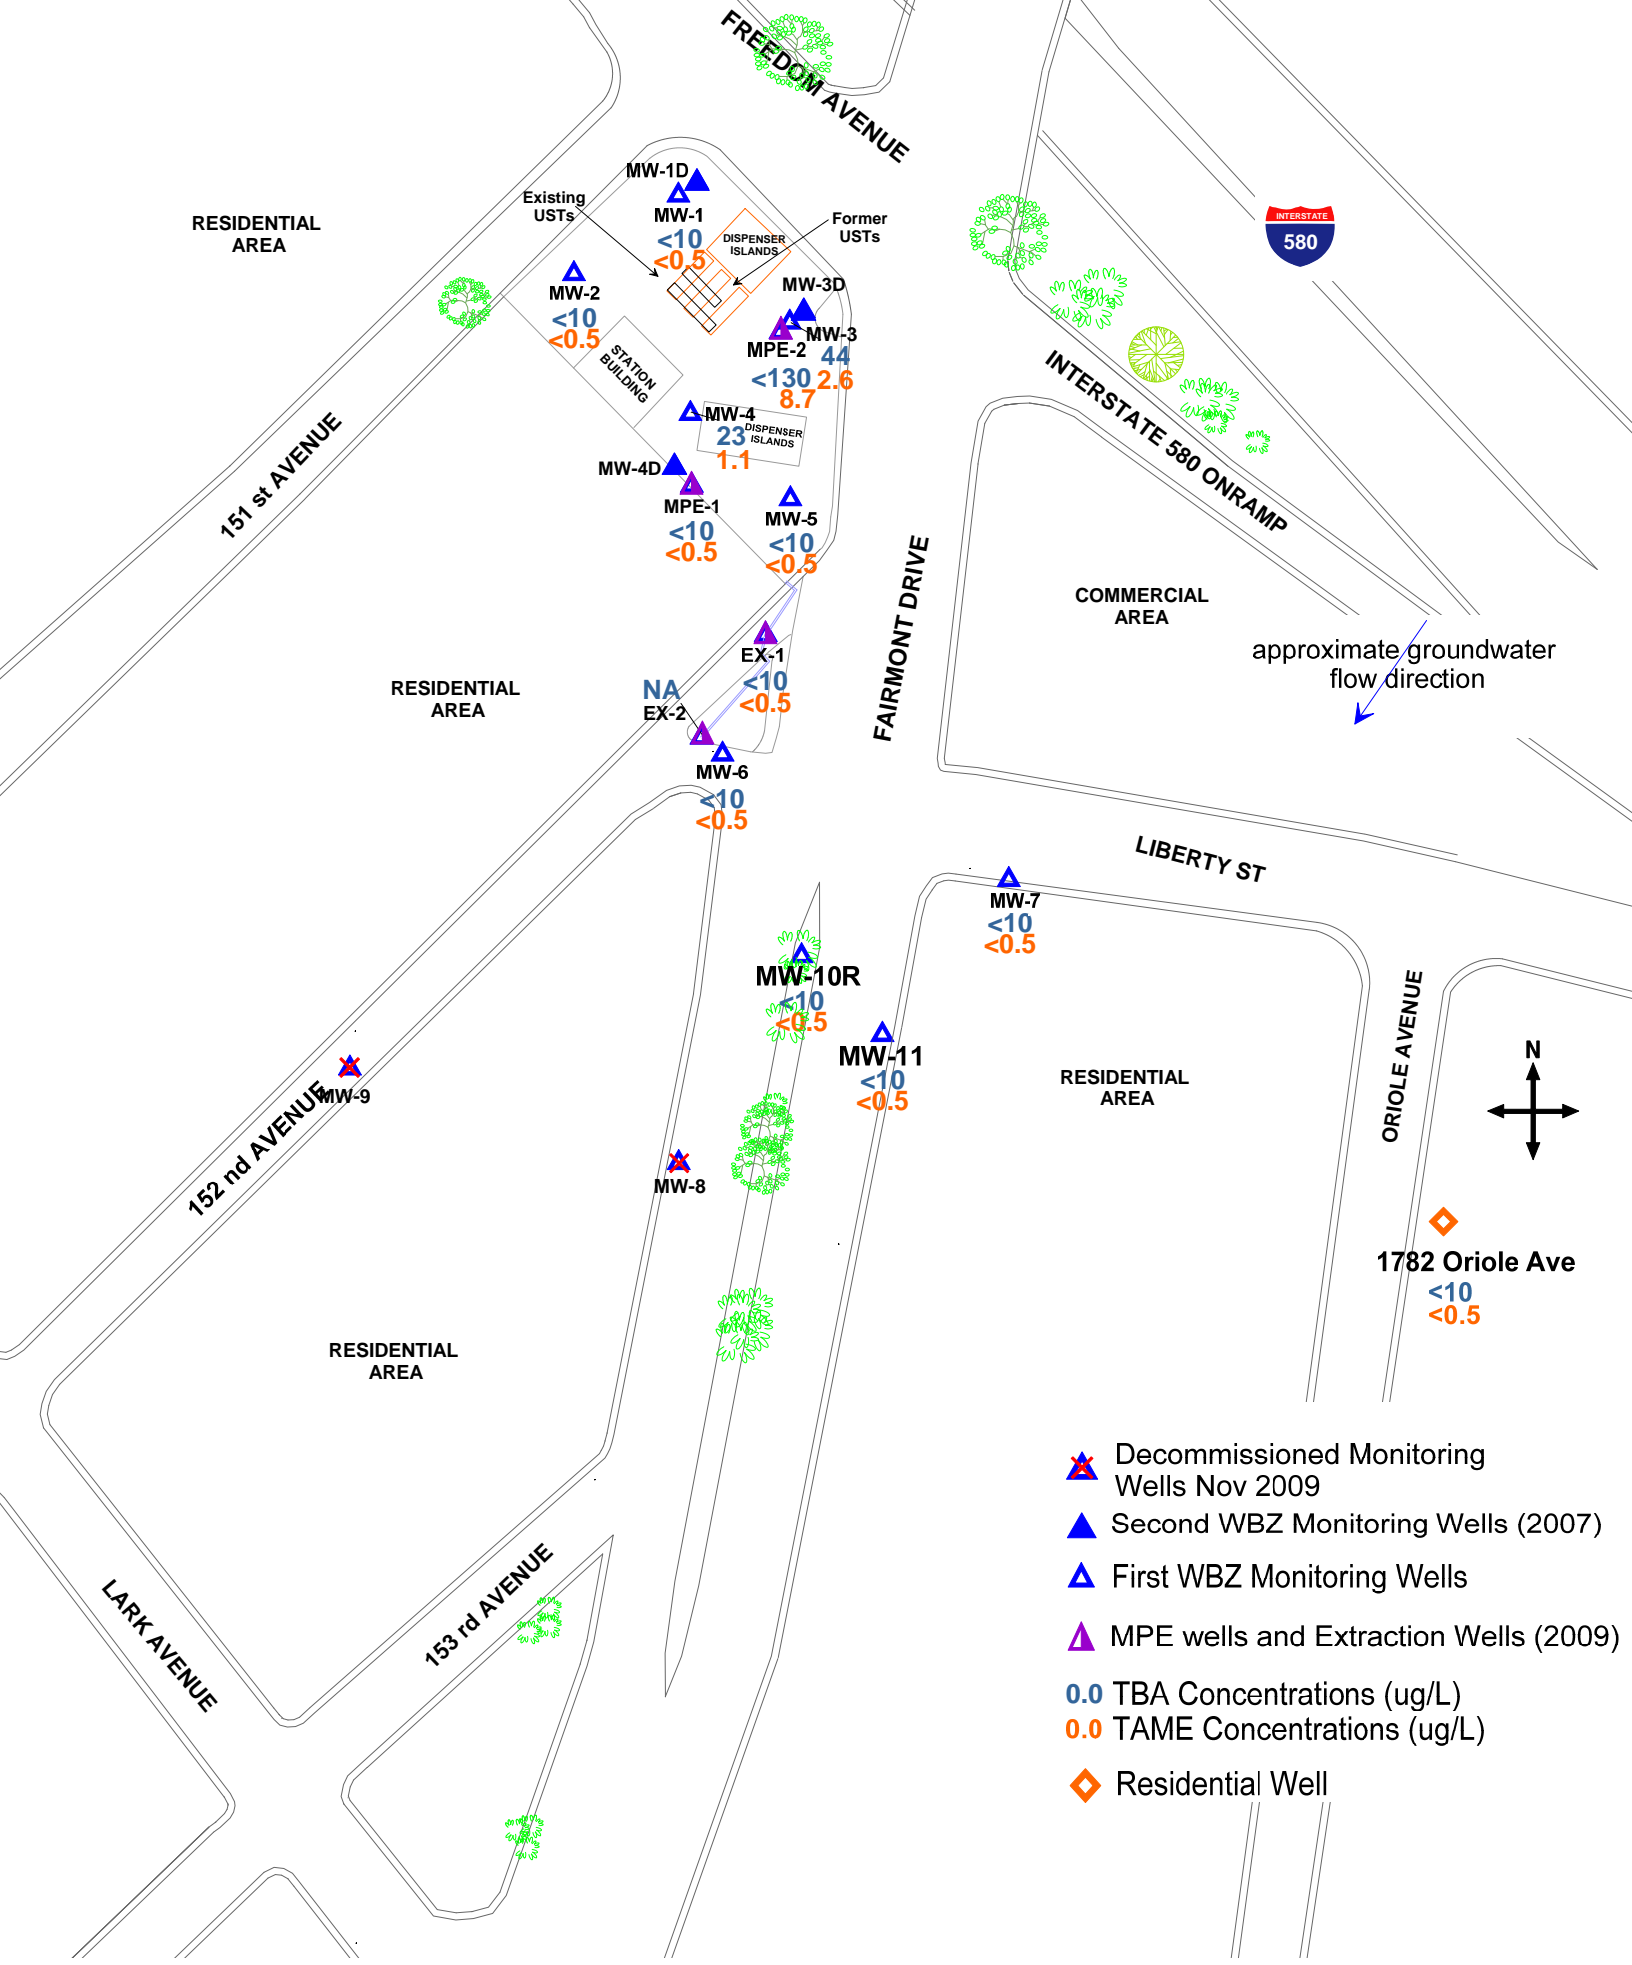 FREEDOM AVENUE
MW-1D
Existing
USTs
MW-1
<10
<0.5
DISPENSER
ISLANDS
Former
USTs
RESIDENTIAL
AREA
INTERSTATE
580
MW-2
<10
<0.5
MW-3D
MW-3
44
2.6
MPE-2
<130
8.7
STATION
BUILDING
MW-4
23
1.1
DISPENSER
ISLANDS
MW-4D
MPE-1
<10
<0.5
MW-5
<10
<0.5
151 st AVENUE
INTERSTATE 580 ONRAMP
FAIRMONT DRIVE
COMMERCIAL
AREA
approximate groundwater
flow direction
EX-1
<10
<0.5
RESIDENTIAL
AREA
NA
EX-2
MW-6
<10
<0.5
LIBERTY ST
MW-7
<10
<0.5
MW-10R
<10
<0.5
MW-11
<10
<0.5
RESIDENTIAL
AREA
ORIOLE AVENUE
N
MW-9
152 nd AVENUE
MW-8
1782 Oriole Ave
<10
<0.5
RESIDENTIAL
AREA
LARK AVENUE
153 rd AVENUE
Decommissioned Monitoring
Wells Nov 2009
Second WBZ Monitoring Wells (2007)
First WBZ Monitoring Wells
MPE wells and Extraction Wells (2009)
0.0 TBA Concentrations (ug/L)
0.0 TAME Concentrations (ug/L)
Residential Well